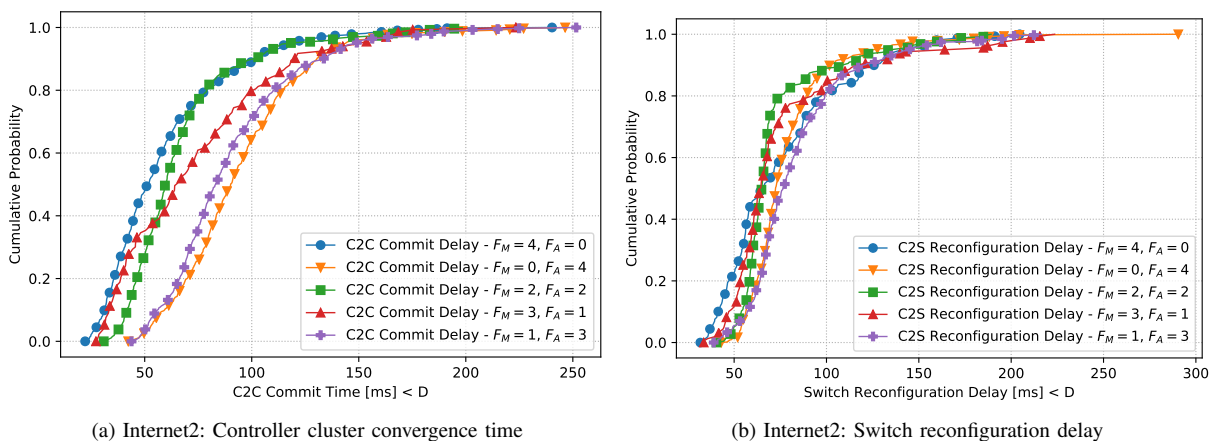 1.0
0.8
0.6
0.4
0.2
0.0
Cumulative Probability
50
100
150
200
250
C2C Commit Time [ms] < D
C2C Commit Delay - F_M = 4, F_A = 0
C2C Commit Delay - F_M = 0, F_A = 4
C2C Commit Delay - F_M = 2, F_A = 2
C2C Commit Delay - F_M = 3, F_A = 1
C2C Commit Delay - F_M = 1, F_A = 3
(a) Internet2: Controller cluster convergence time
1.0
0.8
0.6
0.4
0.2
0.0
Cumulative Probability
50
100
150
200
250
300
Switch Reconfiguration Delay [ms] < D
C2S Reconfiguration Delay - F_M = 4, F_A = 0
C2S Reconfiguration Delay - F_M = 0, F_A = 4
C2S Reconfiguration Delay - F_M = 2, F_A = 2
C2S Reconfiguration Delay - F_M = 3, F_A = 1
C2S Reconfiguration Delay - F_M = 1, F_A = 3
(b) Internet2: Switch reconfiguration delay